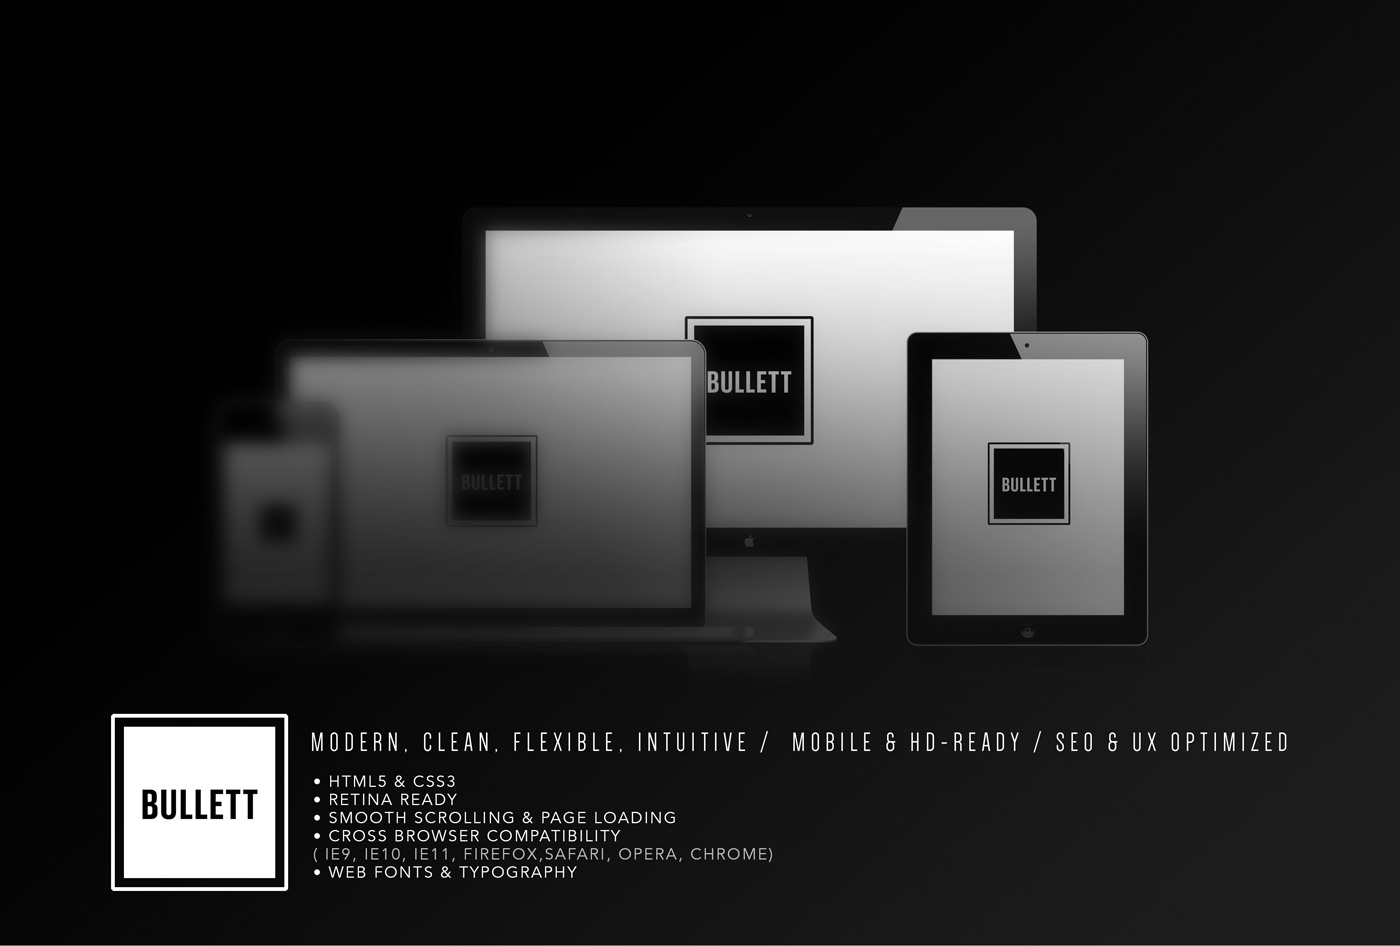 BULLETT
BULLETT
BULLETT
BULLETT
MODERN, CLEAN, FLEXIBLE, INTUITIVE / MOBILE & HD-READY / SEO & UX OPTIMIZED
• HTML5 & CSS3
• RETINA READY
• SMOOTH SCROLLING & PAGE LOADING
• CROSS BROWSER COMPATIBILITY
( IE9, IE10, IE11, FIREFOX,SAFARI, OPERA, CHROME)
• WEB FONTS & TYPOGRAPHY